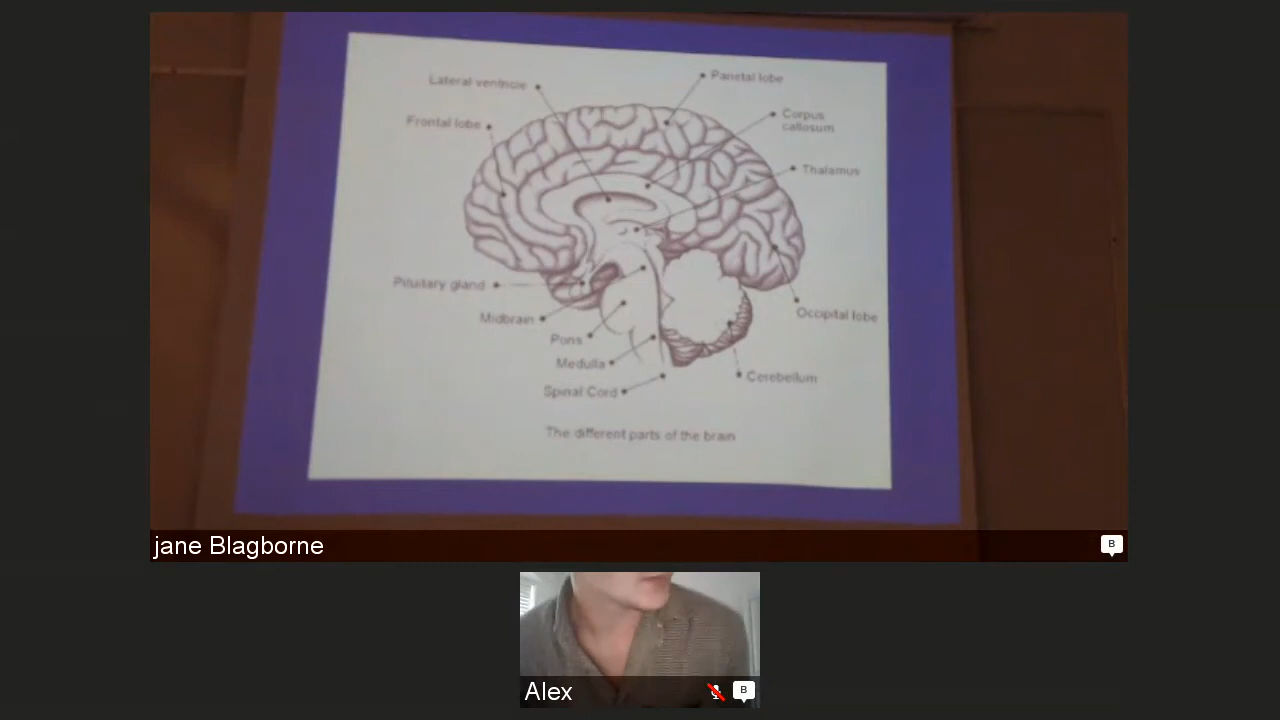 Lateral ventricle
Parietal lobe
Frontal lobe
Corpus
callosum
Thalamus
Pituitary gland
Midbrain
Occipital lobe
Pons
Medulla
Cerebellum
Spinal Cord
The different parts of the brain
jane Blagborne
B
Alex
B